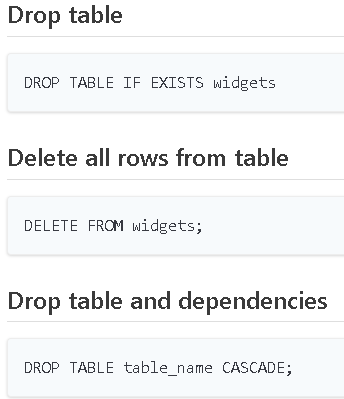 Drop table
DROP TABLE IF EXISTS widgets
Delete all rows from table
DELETE FROM widgets;
Drop table and dependencies
DROP TABLE table_name CASCADE;